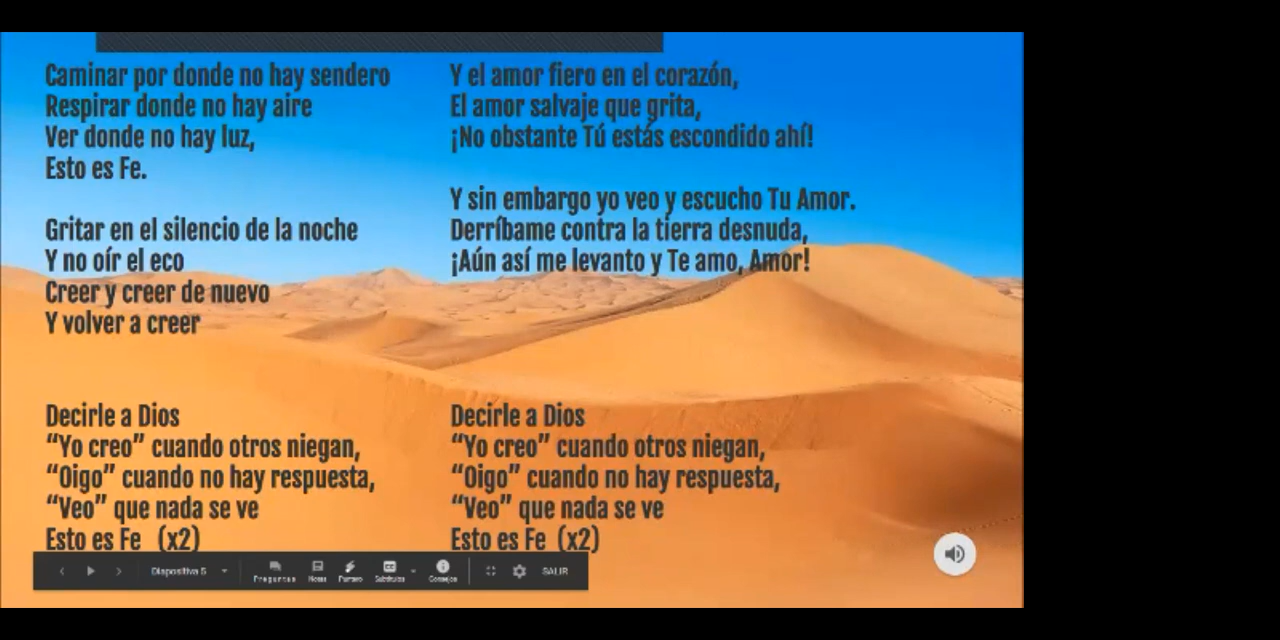 Caminar por donde no hay sendero
Respirar donde no hay aire
Ver donde no hay luz,
Esto es Fe.
Gritar en el silencio de la noche
Y no oír el eco
Creer y creer de nuevo
Y volver a creer
Decirle a Dios
“Yo creo” cuando otros niegan,
“Oigo” cuando no hay respuesta,
“Veo” que nada se ve
Esto es Fe (x2)
Y el amor fiero en el corazón,
El amor salvaje que grita,
¡No obstante Tú estás escondido ahí!
Y sin embargo yo veo y escucho Tu Amor.
Derríbame contra la tierra desnuda,
¡Aún así me levanto y Te amo, Amor!
Decirle a Dios
“Yo creo” cuando otros niegan,
“Oigo” cuando no hay respuesta,
“Veo” que nada se ve
Esto es Fe (x2)
Diapositiva 5 Preguntas Notas Puntero Subtítulos Consejos SALIR